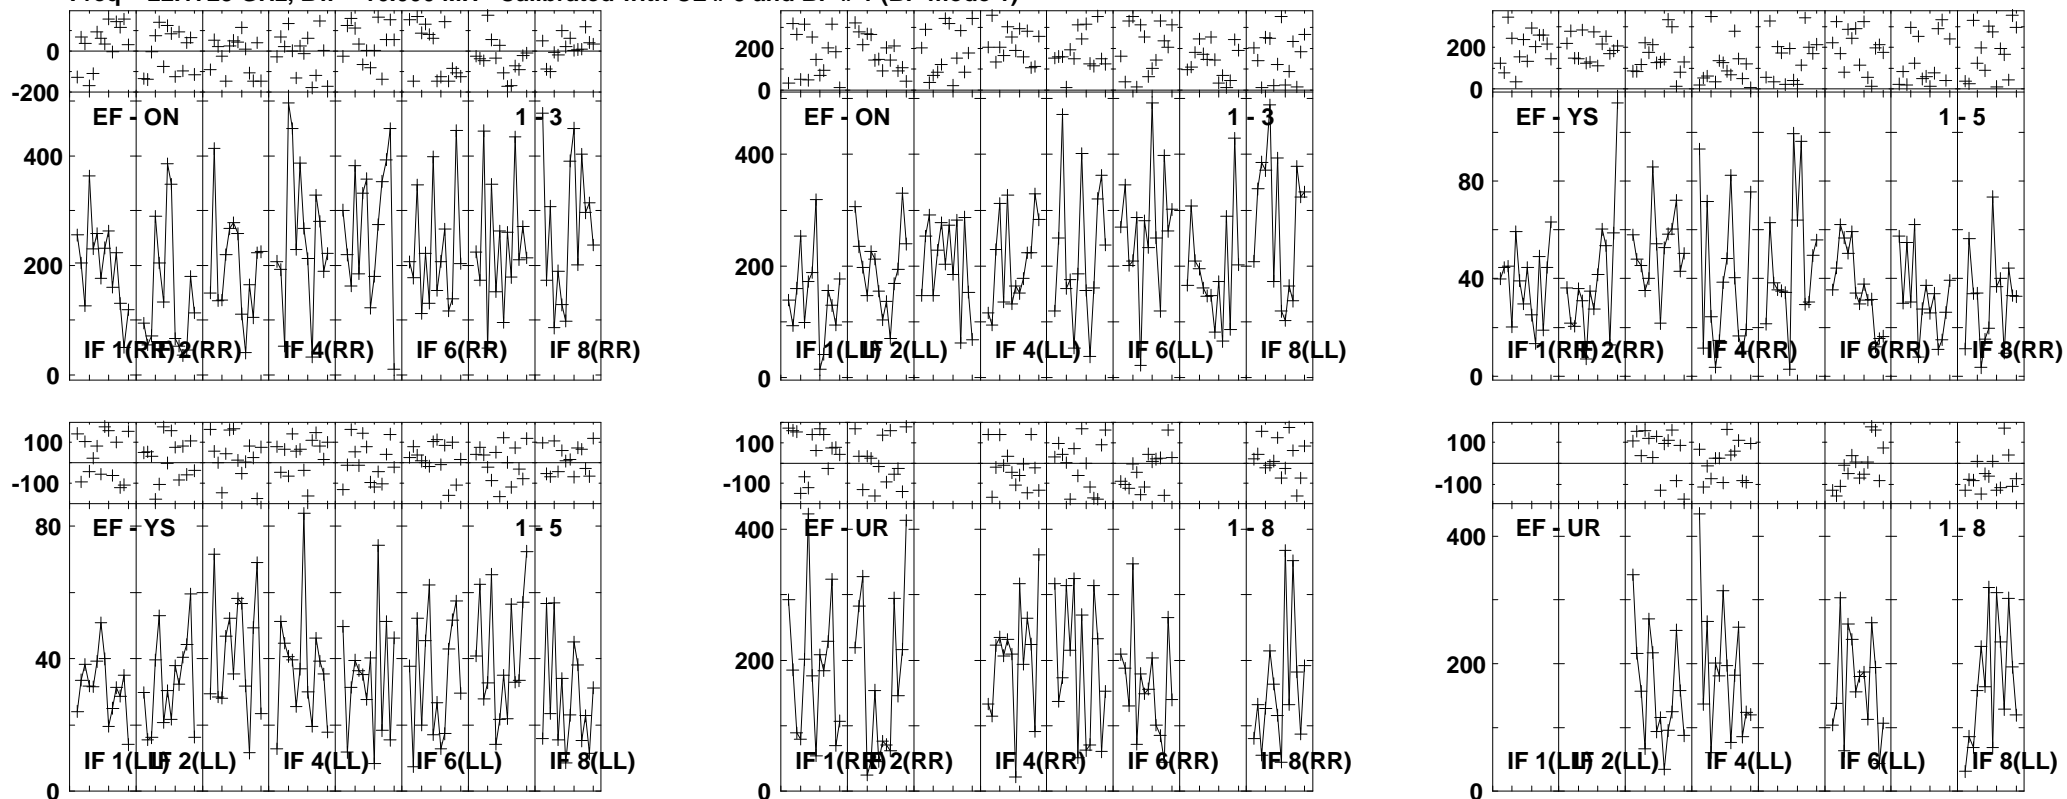 0
-200
EF - ON
1 - 3
400
200
0
IF 1(RR)
IF 2(RR)
IF 4(RR)
IF 6(RR)
IF 8(RR)
200
0
EF - ON
1 - 3
400
200
0
IF 1(LL)
IF 2(LL)
IF 4(LL)
IF 6(LL)
IF 8(LL)
200
0
EF - YS
1 - 5
80
40
0
IF 1(RR)
IF 2(RR)
IF 4(RR)
IF 6(RR)
IF 8(RR)
100
-100
EF - YS
1 - 5
80
40
0
IF 1(LL)
IF 2(LL)
IF 4(LL)
IF 6(LL)
IF 8(LL)
100
-100
EF - UR
1 - 8
400
200
0
IF 1(RR)
IF 2(RR)
IF 4(RR)
IF 6(RR)
IF 8(RR)
100
-100
EF - UR
1 - 8
400
200
0
IF 1(LL)
IF 2(LL)
IF 4(LL)
IF 6(LL)
IF 8(LL)